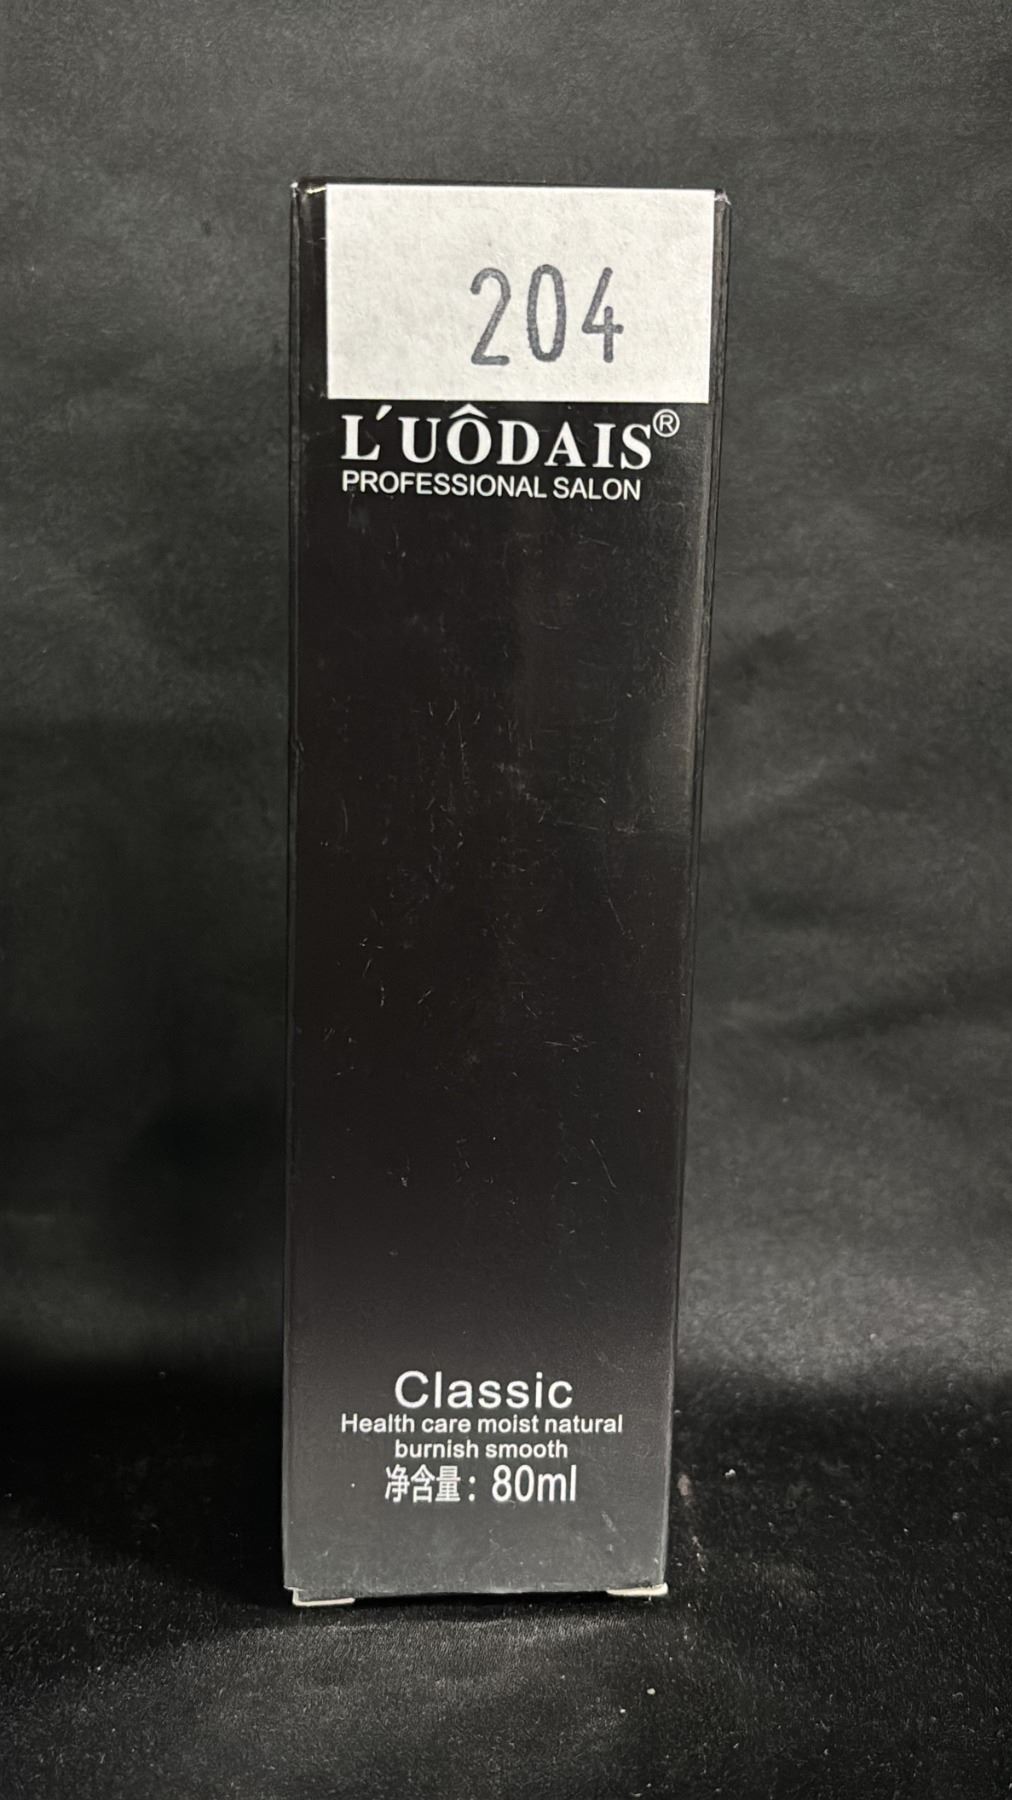 204
L´UÔDAIS®
PROFESSIONAL SALON
Classic
Health care moist natural
burnish smooth
净含量: 80ml